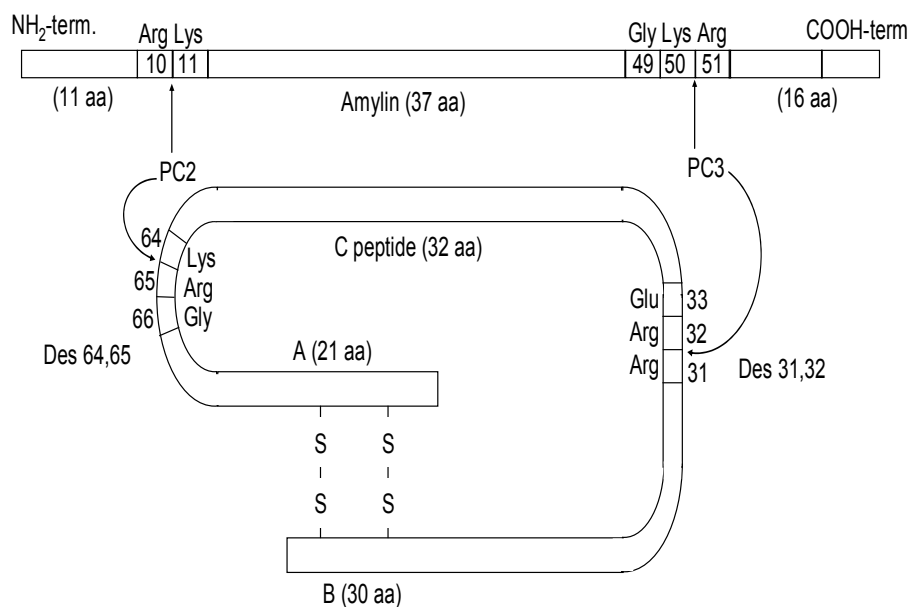 NH₂-term. COOH-term
Arg Lys Gly Lys Arg
10 11 49 50 51
(11 aa) Amylin (37 aa) (16 aa)
PC2 PC3
C peptide (32 aa)
64 Lys
65 Arg
66 Gly
Des 64,65
Glu 33
Arg 32
Arg 31
Des 31,32
A (21 aa)
S S
S S
B (30 aa)